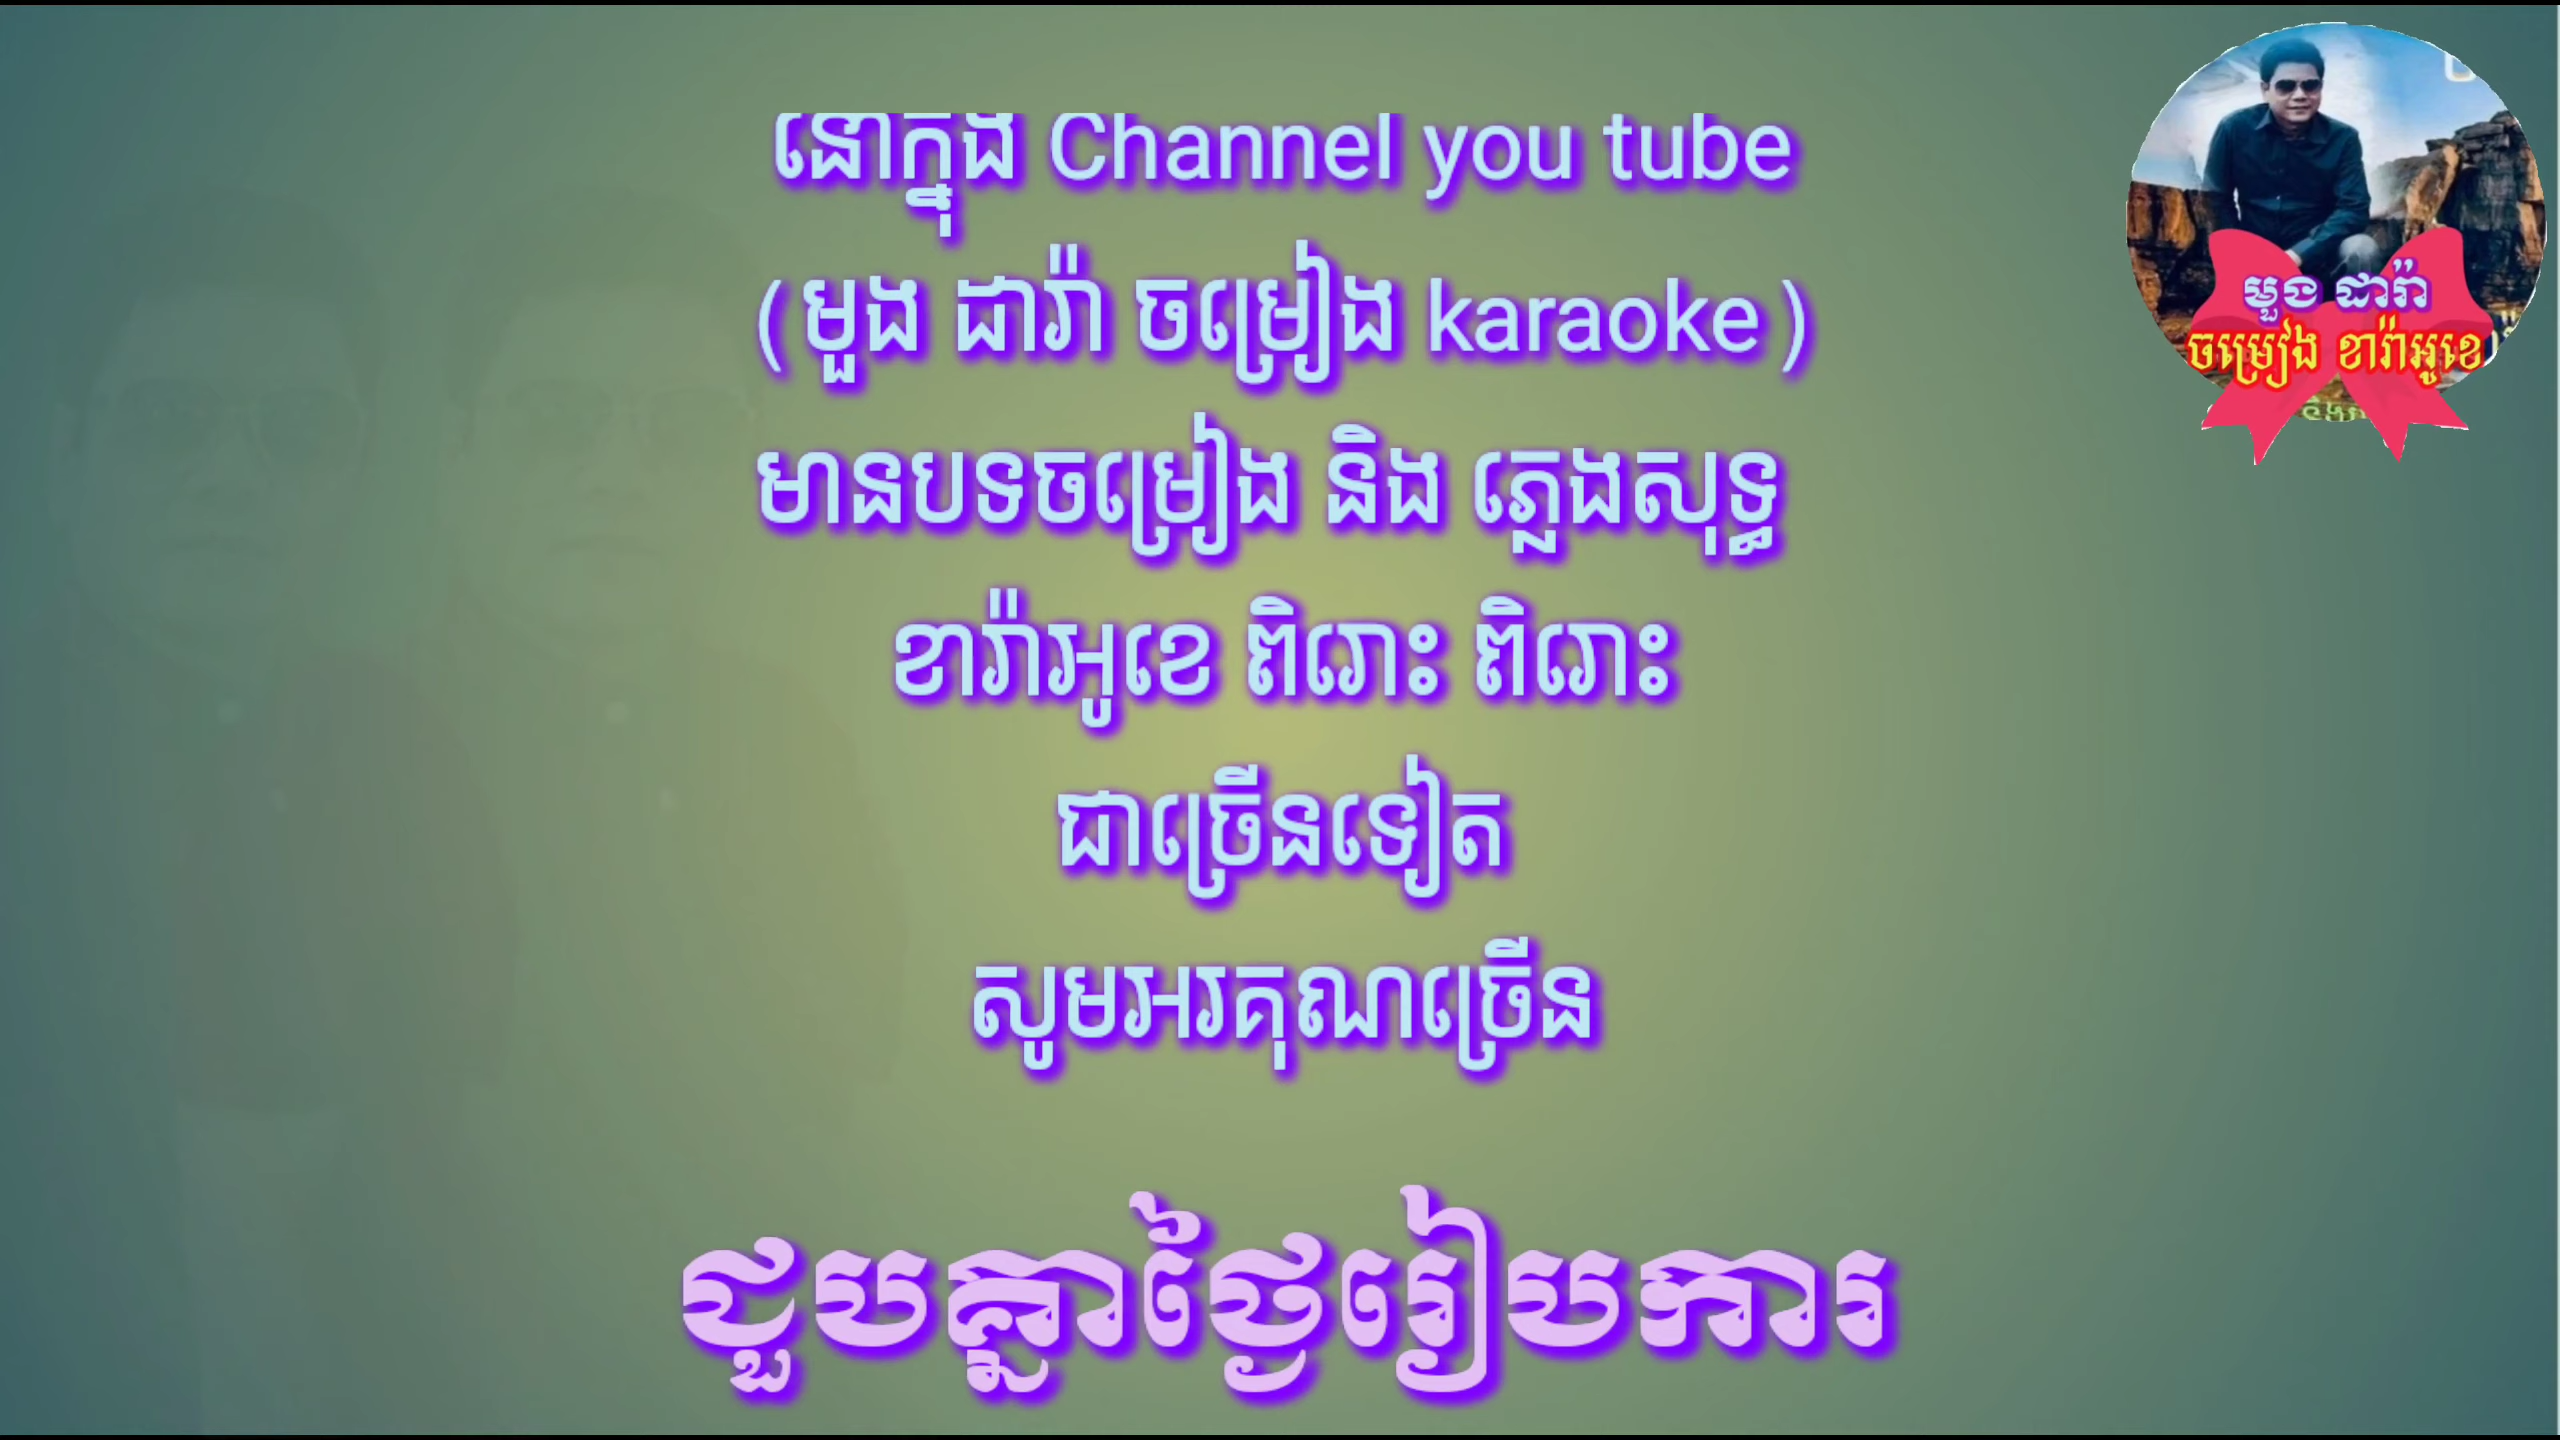 នៅក្នុង Channel you tube
(មួង ដារ៉ា ចម្រៀង karaoke)
មានបទចម្រៀង និង ភ្លេងសុទ្ធ
ខារ៉ាអូខេ ពិរោះ ពិរោះ
ជាច្រើនទៀត
សូមអរគុណច្រើន
ជួបគ្នាថ្ងៃរៀបការ
មួង ដារ៉ា
ចម្រៀង ខារ៉ាអូខេ